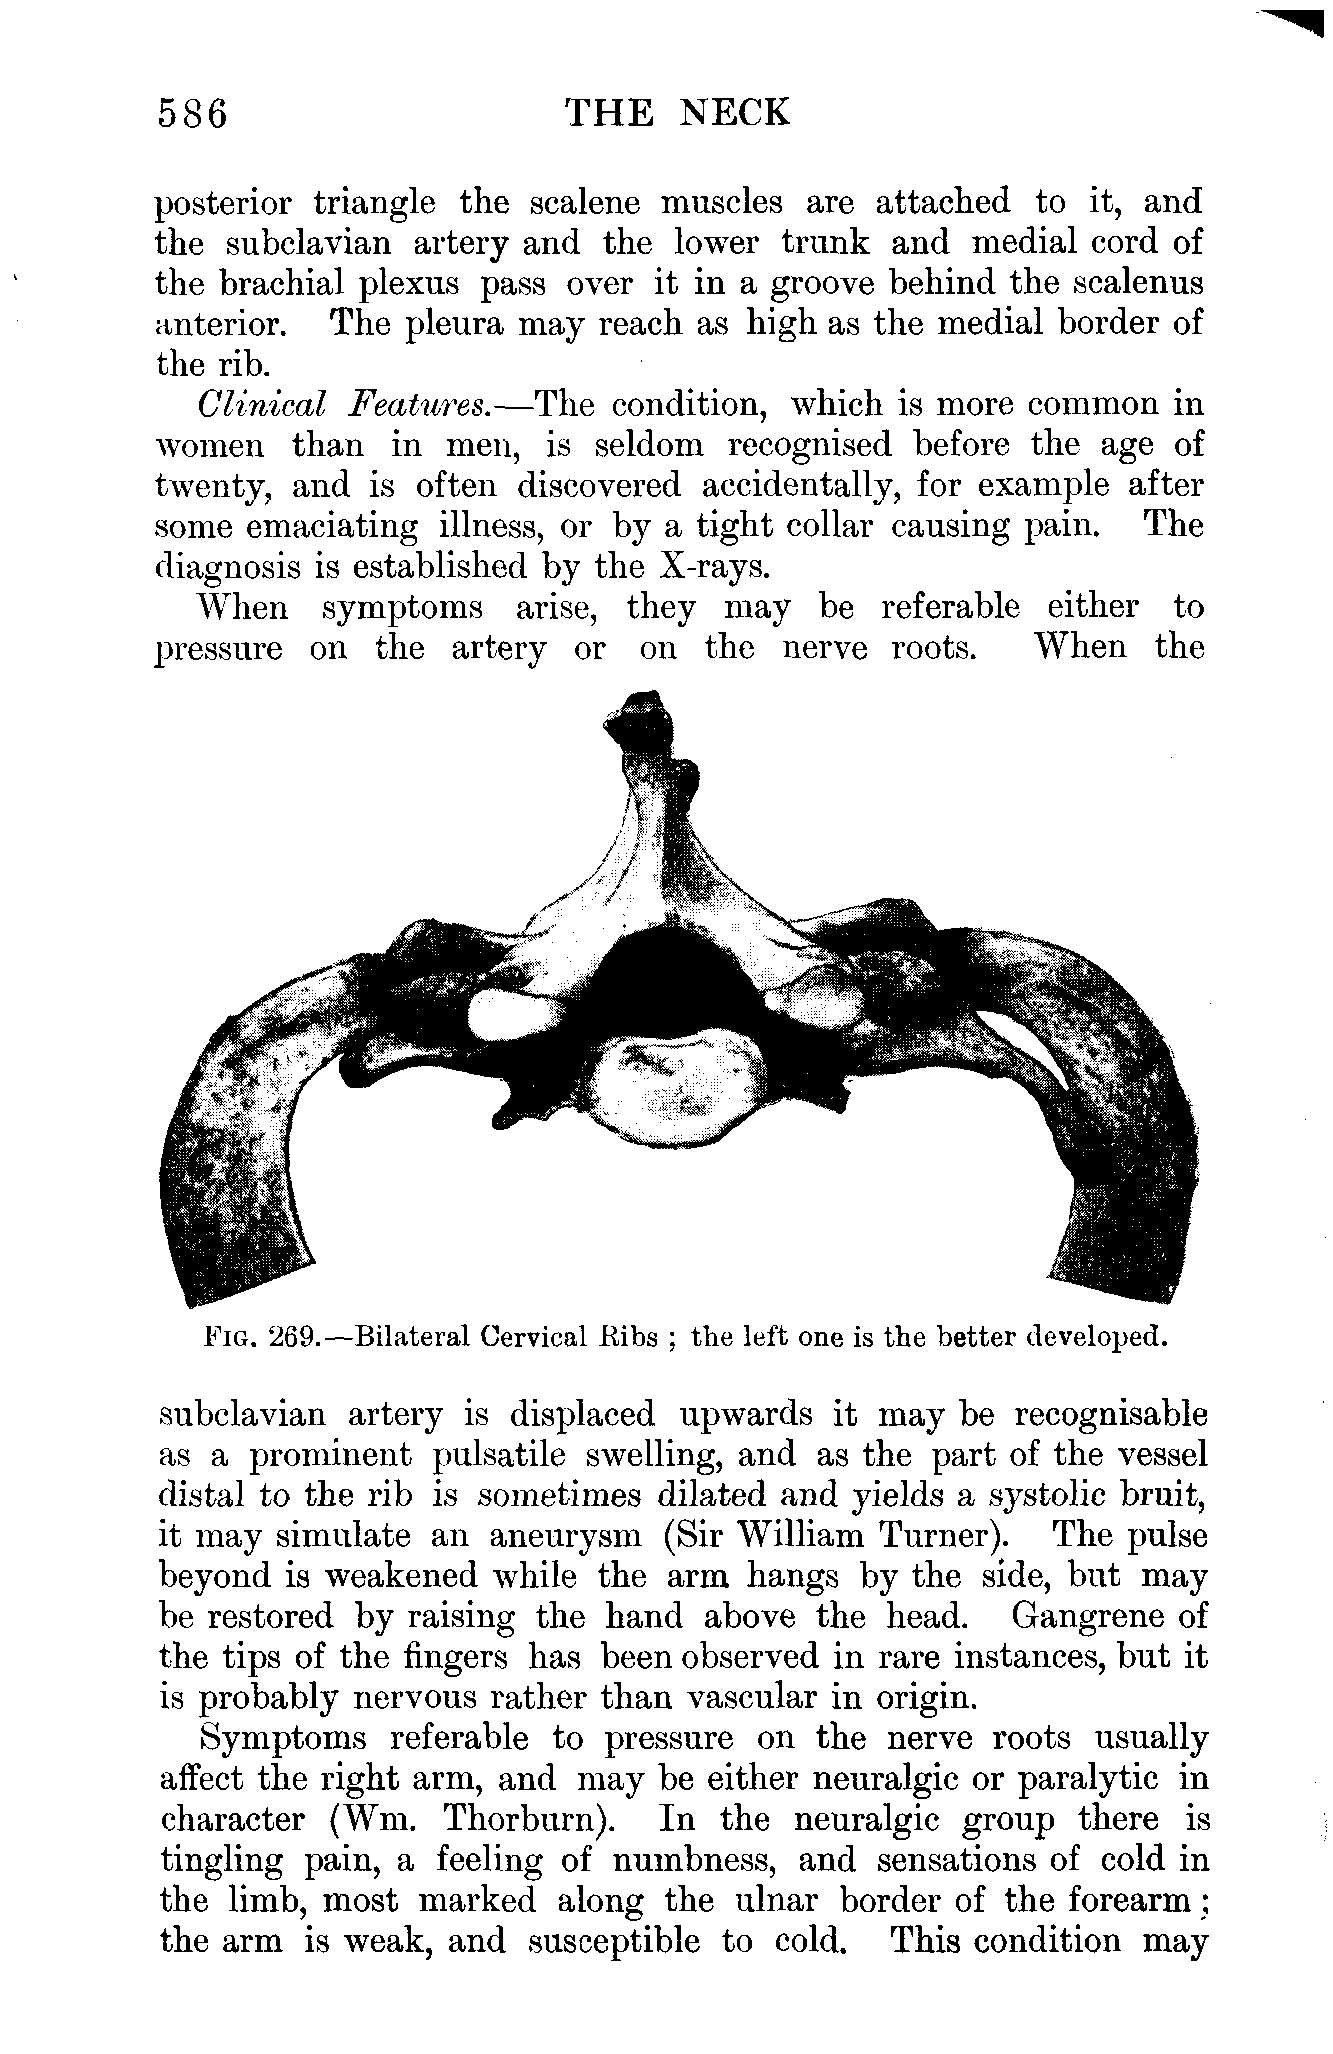 586 THE NECK
posterior triangle the scalene muscles are attached to it, and
the subclavian artery and the lower trunk and medial cord of
the brachial plexus pass over it in a groove behind the scalenus
anterior. The pleura may reach as high as the medial border of
the rib.
Clinical Features.—The condition, which is more common in
women than in men, is seldom recognised before the age of
twenty, and is often discovered accidentally, for example after
some emaciating illness, or by a tight collar causing pain. The
diagnosis is established by the X-rays.
When symptoms arise, they may be referable either to
pressure on the artery or on the nerve roots. When the
FIG. 269.—Bilateral Cervical Ribs ; the left one is the better developed.
subclavian artery is displaced upwards it may be recognisable
as a prominent pulsatile swelling, and as the part of the vessel
distal to the rib is sometimes dilated and yields a systolic bruit,
it may simulate an aneurysm (Sir William Turner). The pulse
beyond is weakened while the arm hangs by the side, but may
be restored by raising the hand above the head. Gangrene of
the tips of the fingers has been observed in rare instances, but it
is probably nervous rather than vascular in origin.
Symptoms referable to pressure on the nerve roots usually
affect the right arm, and may be either neuralgic or paralytic in
character (Wm. Thorburn). In the neuralgic group there is
tingling pain, a feeling of numbness, and sensations of cold in
the limb, most marked along the ulnar border of the forearm ;
the arm is weak, and susceptible to cold. This condition may